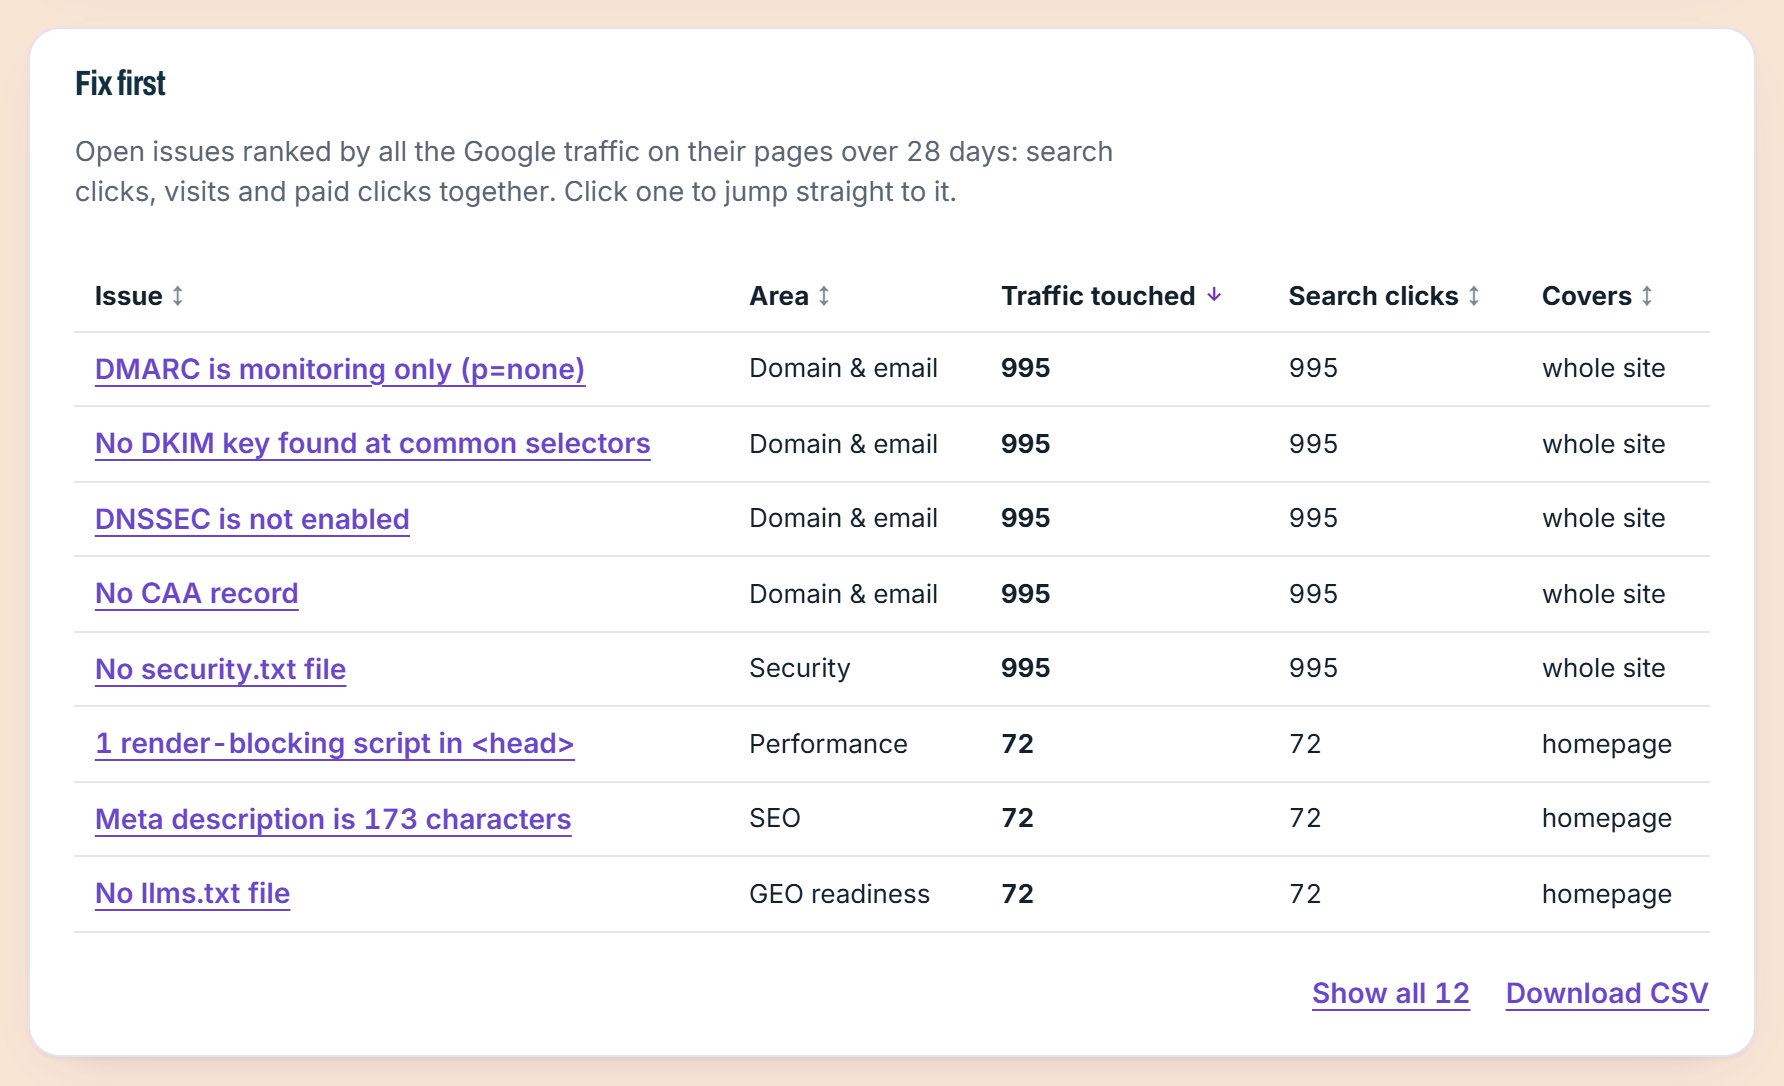 Fix first
Open issues ranked by all the Google traffic on their pages over 28 days: search
clicks, visits and paid clicks together. Click one to jump straight to it.
Issue ↕ Area ↕ Traffic touched ↓ Search clicks ↕ Covers ↕
DMARC is monitoring only (p=none) Domain & email 995 995 whole site
No DKIM key found at common selectors Domain & email 995 995 whole site
DNSSEC is not enabled Domain & email 995 995 whole site
No CAA record Domain & email 995 995 whole site
No security.txt file Security 995 995 whole site
1 render-blocking script in <head> Performance 72 72 homepage
Meta description is 173 characters SEO 72 72 homepage
No llms.txt file GEO readiness 72 72 homepage
Show all 12 Download CSV